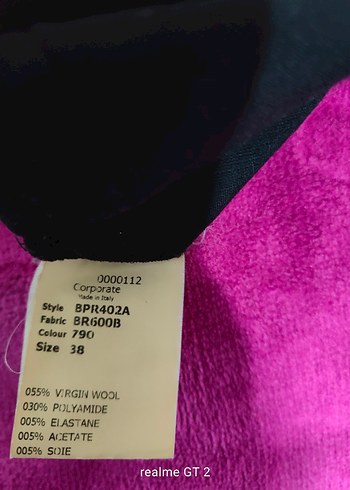 0000112
Corporate
Made in Italy
Style BPR402A
Fabric BR600B
Colour 790
Size 38
055% VIRGIN WOOL
030% POLYAMIDE
005% ELASTANE
005% ACETATE
005% SOIE
realme GT 2